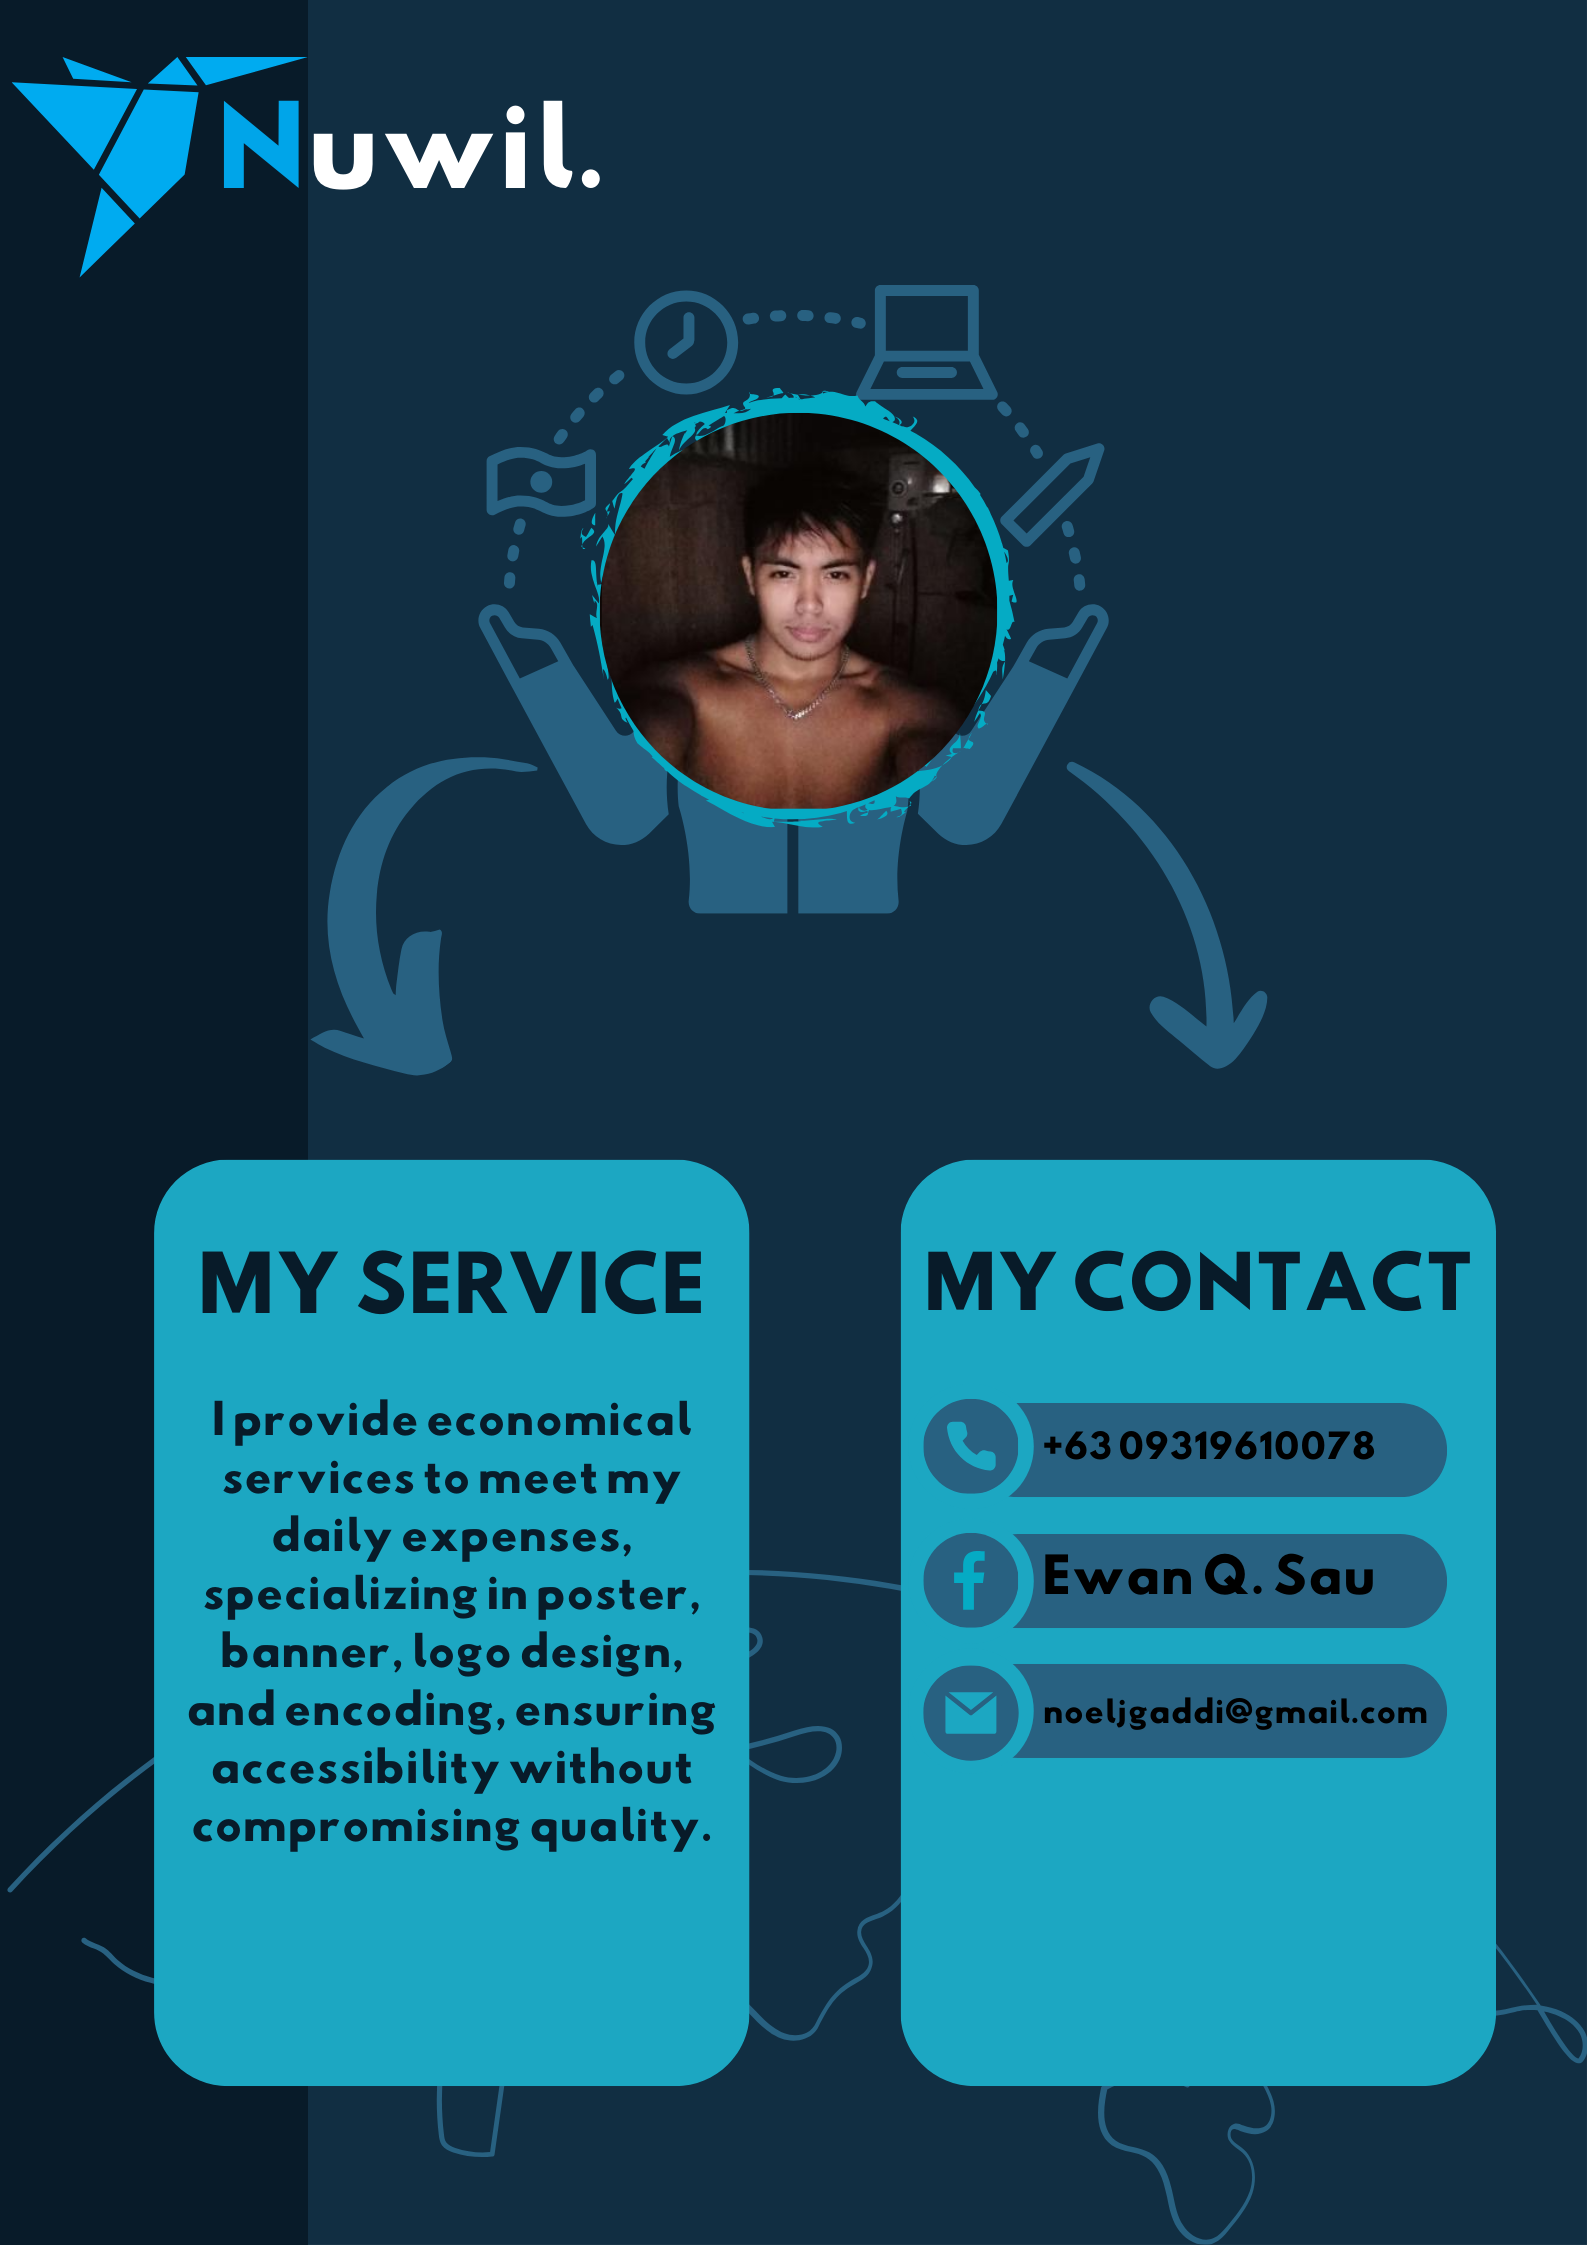 Nuwil.
MY SERVICE
I provide economical
services to meet my
daily expenses,
specializing in poster,
banner, logo design,
and encoding, ensuring
accessibility without
compromising quality.
MY CONTACT
+63 09319610078
Ewan Q. Sau
noeljgaddi@gmail.com